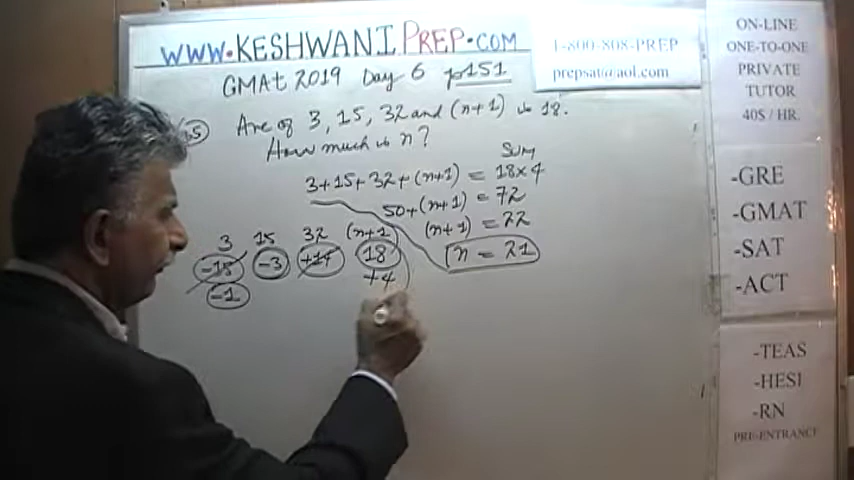 WWW.KESHWANIPREP.COM
1-800-808-PREP
prepsat@aol.com
GMAt 2019 Day 6 p151
Ave of 3, 15, 32 and (n+1) is 18.
How much is n?
SUM
3+15+32+(n+1) = 18×4
50+(n+1) = 72
(n+1) = 22
n = 21
3 15 32 (n+1)
-15 -3 +14 18
-1 +4
ON-LINE
ONE-TO-ONE
PRIVATE
TUTOR
40$ / HR.
-GRE
-GMAT
-SAT
-ACT
-TEAS
-HESI
-RN
PRE-ENTRANCE